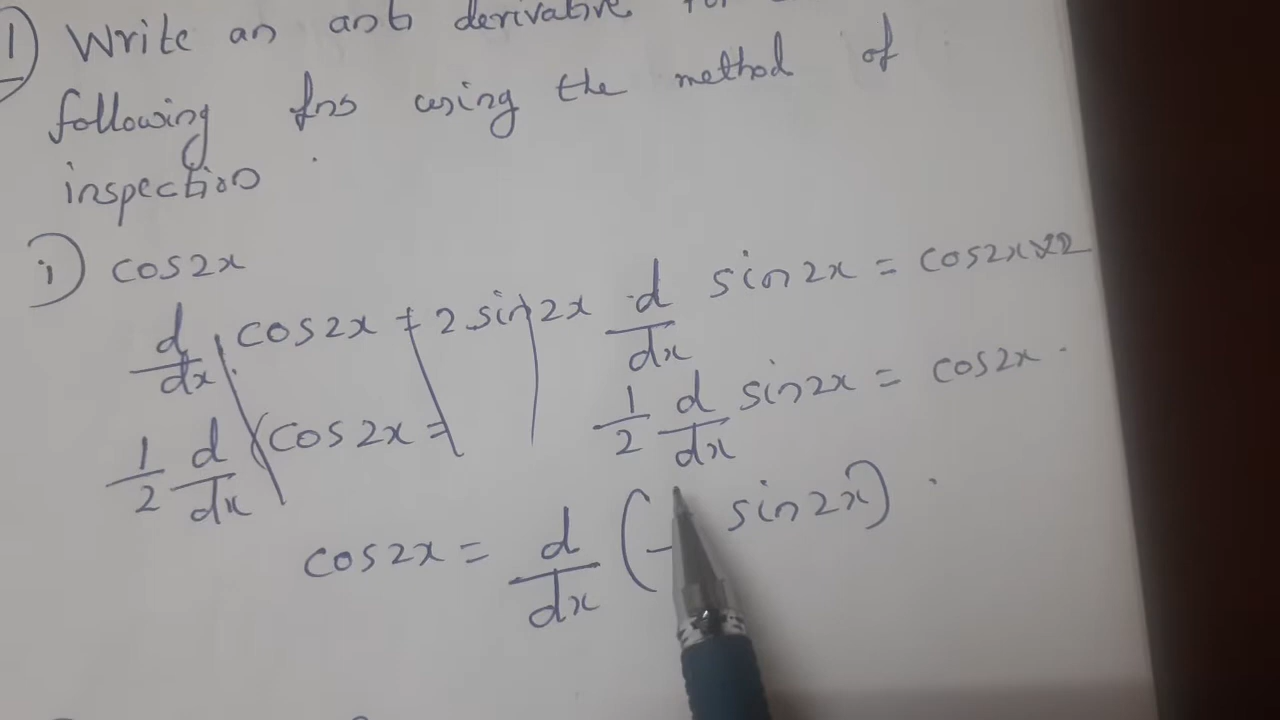 1) Write an anti derivative for
following fns using the method of
inspection
i) cos2x
d/dx cos2x = 2 sin2x
d/dx sin2x = cos2x × 2
1/2 d/dx (cos2x =
1/2 d/dx sin2x = cos2x.
cos2x = d/dx ( sin2x)